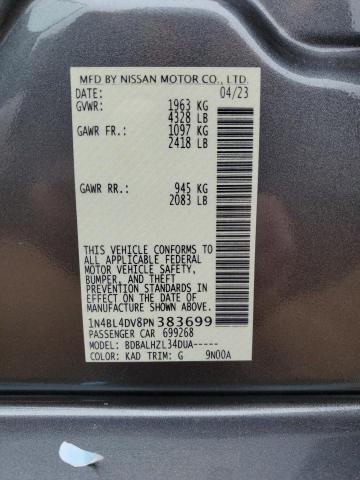 MFD BY NISSAN MOTOR CO., LTD.
DATE: 04/23
GVWR: 1963 KG
4328 LB
GAWR FR: 1097 KG
2418 LB
GAWR RR: 945 KG
2083 LB
THIS VEHICLE CONFORMS TO
ALL APPLICABLE FEDERAL
MOTOR VEHICLE SAFETY,
BUMPER, AND THEFT
PREVENTION STANDARDS IN
EFFECT ON THE DATE OF
MANUFACTURE SHOWN ABOVE.
1N4BL4DV8PN383699
PASSENGER CAR 699268
MODEL: BDBALHZL34DUA-----
COLOR: KAD TRIM: G 9N00A